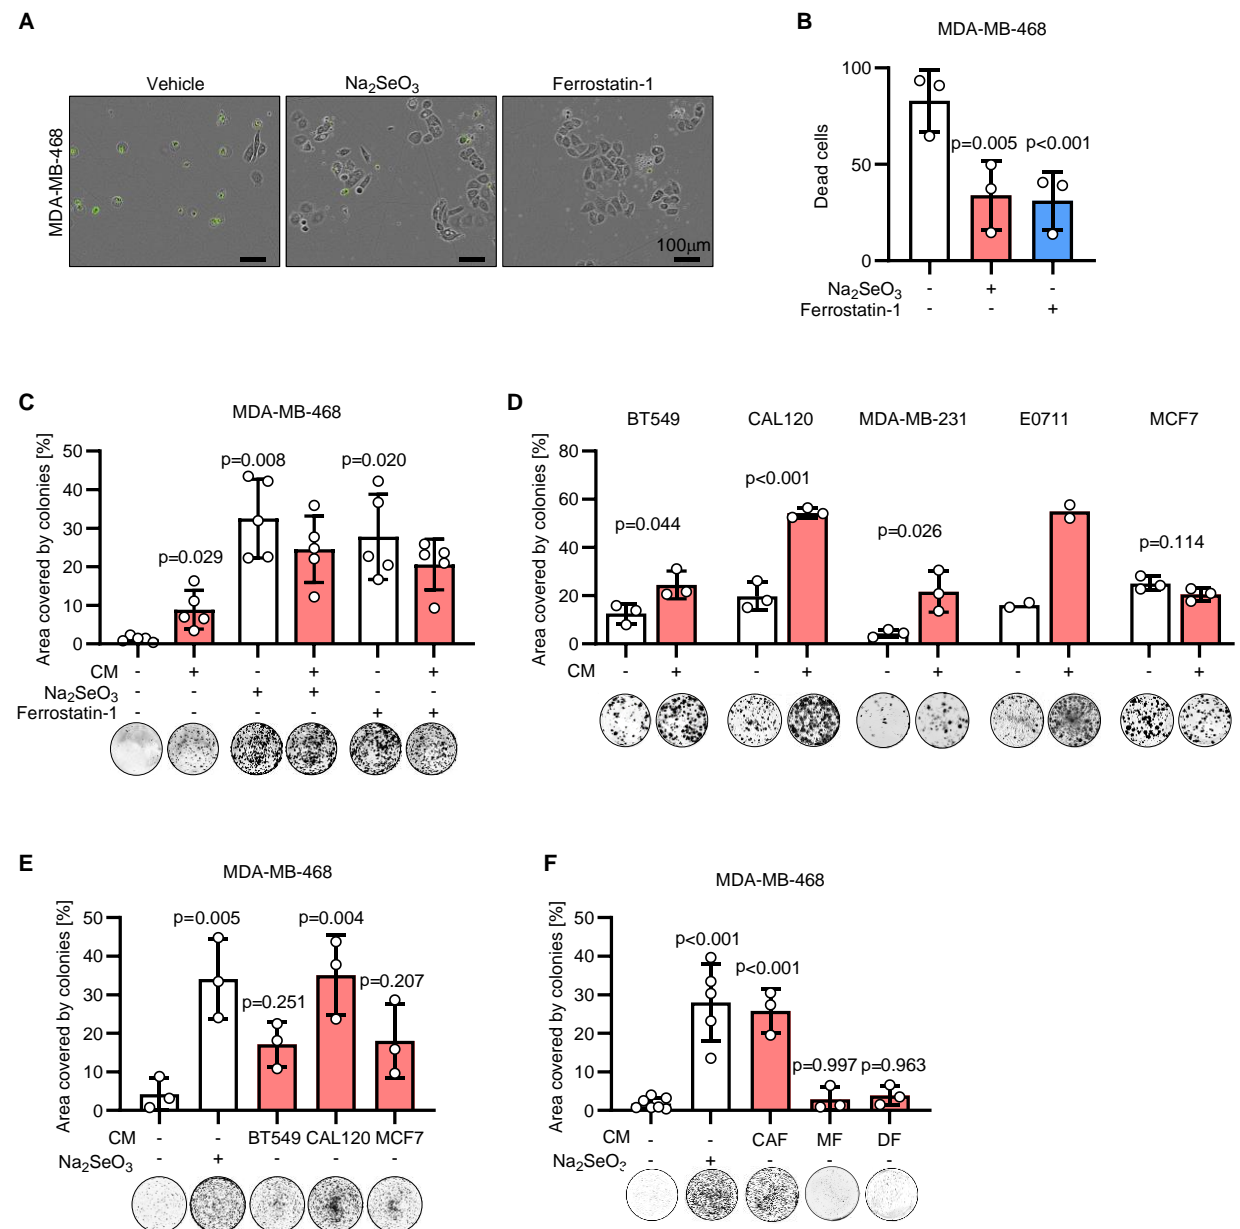 A
Vehicle
Na₂SeO₃
Ferrostatin-1
MDA-MB-468
100µm
B
MDA-MB-468
Dead cells
100
50
0
p=0.005
p<0.001
Na₂SeO₃ - + -
Ferrostatin-1 - - +
C
MDA-MB-468
Area covered by colonies [%]
50
40
30
20
10
0
p=0.029
p=0.008
p=0.020
CM - + - + - +
Na₂SeO₃ - - + + - -
Ferrostatin-1 - - - - + +
D
BT549 CAL120 MDA-MB-231 E0711 MCF7
Area covered by colonies [%]
80
60
40
20
0
p=0.044
p<0.001
p=0.026
p=0.114
CM - + - + - + - + - +
E
MDA-MB-468
Area covered by colonies [%]
50
40
30
20
10
0
p=0.005
p=0.251
p=0.004
p=0.207
CM - - BT549 CAL120 MCF7
Na₂SeO₃ - + - - -
F
MDA-MB-468
Area covered by colonies [%]
50
40
30
20
10
0
p<0.001
p<0.001
p=0.997
p=0.963
CM - - CAF MF DF
Na₂SeO₃ - + - - -